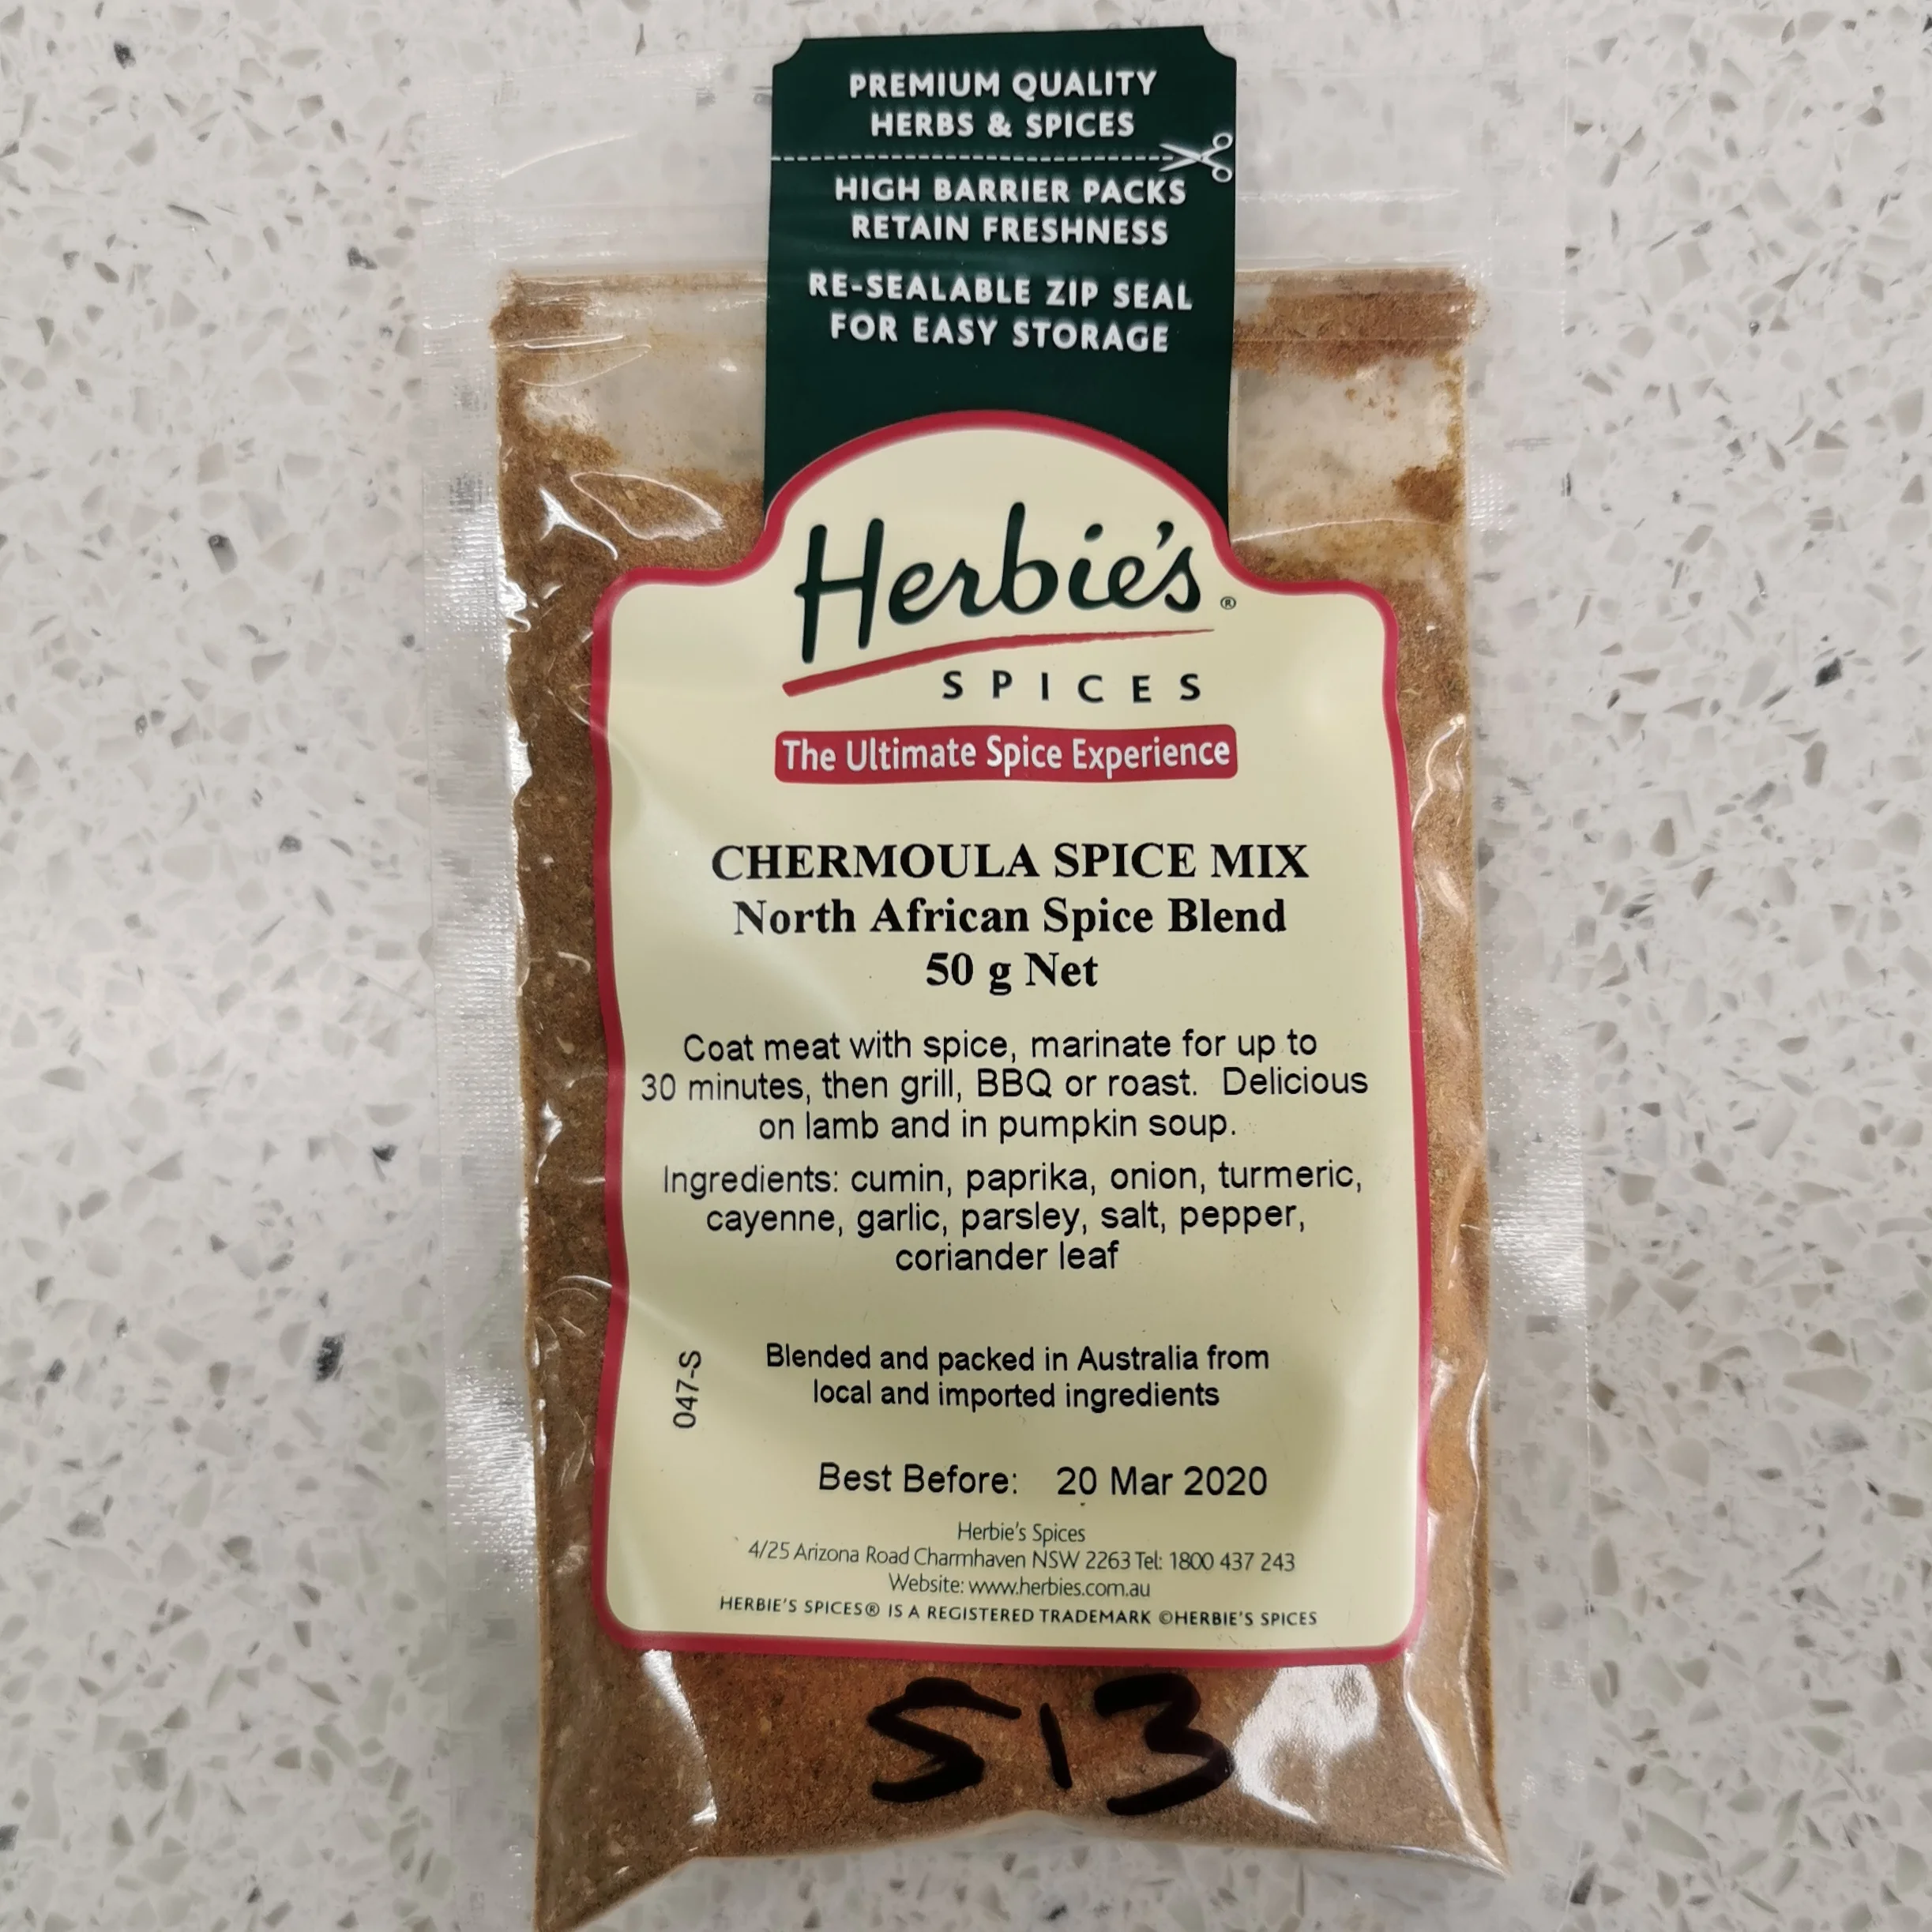 PREMIUM QUALITY
HERBS & SPICES
HIGH BARRIER PACKS
RETAIN FRESHNESS
RE-SEALABLE ZIP SEAL
FOR EASY STORAGE
Herbie's®
SPICES
The Ultimate Spice Experience
CHERMOULA SPICE MIX
North African Spice Blend
50 g Net
Coat meat with spice, marinate for up to
30 minutes, then grill, BBQ or roast. Delicious
on lamb and in pumpkin soup.
Ingredients: cumin, paprika, onion, turmeric,
cayenne, garlic, parsley, salt, pepper,
coriander leaf
047-S
Blended and packed in Australia from
local and imported ingredients
Best Before: 20 Mar 2020
Herbie's Spices
4/25 Arizona Road Charmhaven NSW 2263 Tel: 1800 437 243
Website: www.herbies.com.au
HERBIE'S SPICES® IS A REGISTERED TRADEMARK ©HERBIE'S SPICES
S13